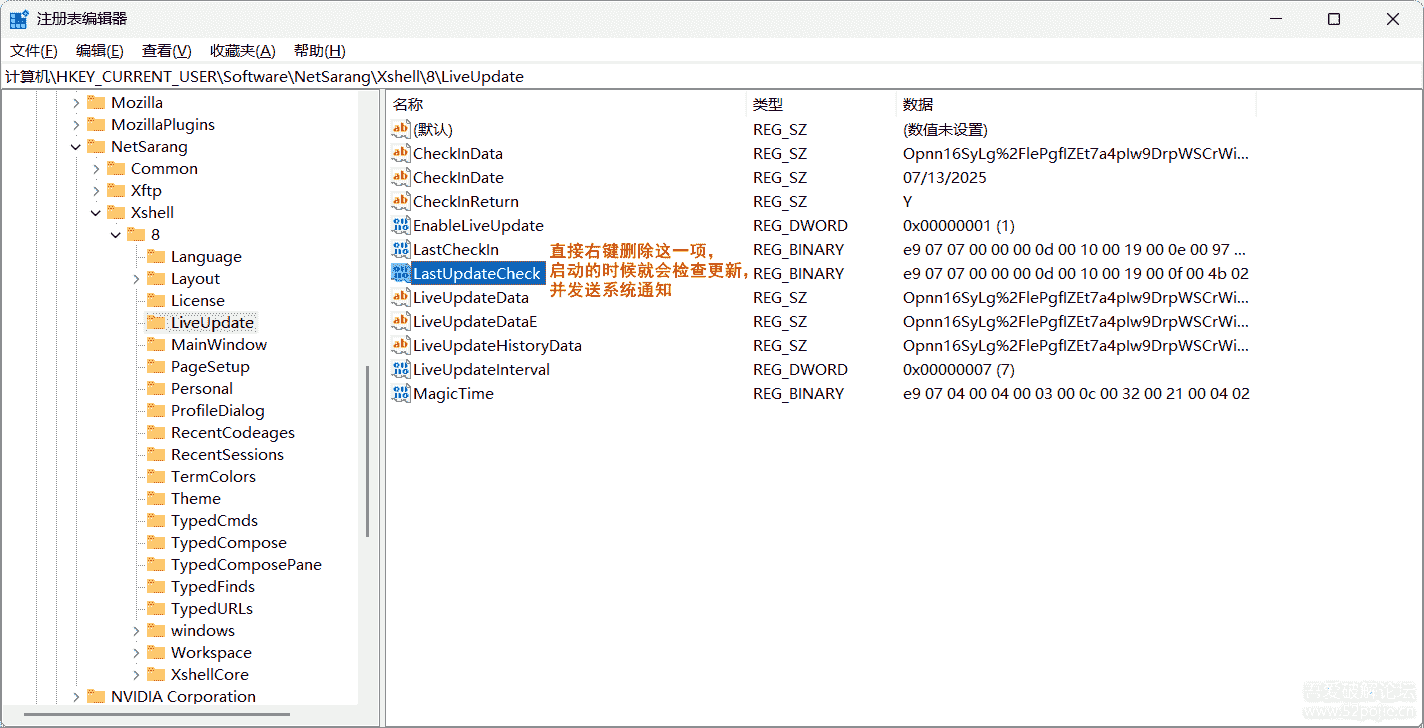 注册表编辑器
文件(F) 编辑(E) 查看(V) 收藏夹(A) 帮助(H)
计算机\HKEY_CURRENT_USER\Software\NetSarang\Xshell\8\LiveUpdate
Mozilla
MozillaPlugins
NetSarang
Common
Xftp
Xshell
8
Language
Layout
License
LiveUpdate
MainWindow
PageSetup
Personal
ProfileDialog
RecentCodeages
RecentSessions
TermColors
Theme
TypedCmds
TypedCompose
TypedComposePane
TypedFinds
TypedURLs
windows
Workspace
XshellCore
NVIDIA Corporation
名称 类型 数据
(默认) REG_SZ (数值未设置)
CheckInData REG_SZ Opnn16SyLg%2FlePgflZEt7a4plw9DrpWSCrWi...
CheckInDate REG_SZ 07/13/2025
CheckInReturn REG_SZ Y
EnableLiveUpdate REG_DWORD 0x00000001 (1)
LastCheckIn REG_BINARY e9 07 07 00 00 00 0d 00 10 00 19 00 0e 00 97 ...
LastUpdateCheck REG_BINARY e9 07 07 00 00 00 0d 00 10 00 19 00 0f 00 4b 02
LiveUpdateData REG_SZ Opnn16SyLg%2FlePgflZEt7a4plw9DrpWSCrWi...
LiveUpdateDataE REG_SZ Opnn16SyLg%2FlePgflZEt7a4plw9DrpWSCrWi...
LiveUpdateHistoryData REG_SZ Opnn16SyLg%2FlePgflZEt7a4plw9DrpWSCrWi...
LiveUpdateInterval REG_DWORD 0x00000007 (7)
MagicTime REG_BINARY e9 07 04 00 04 00 03 00 0c 00 32 00 21 00 04 02
直接右键删除这一项，
启动的时候就会检查更新，
并发送系统通知
吾爱破解论坛
www.52pojie.cn